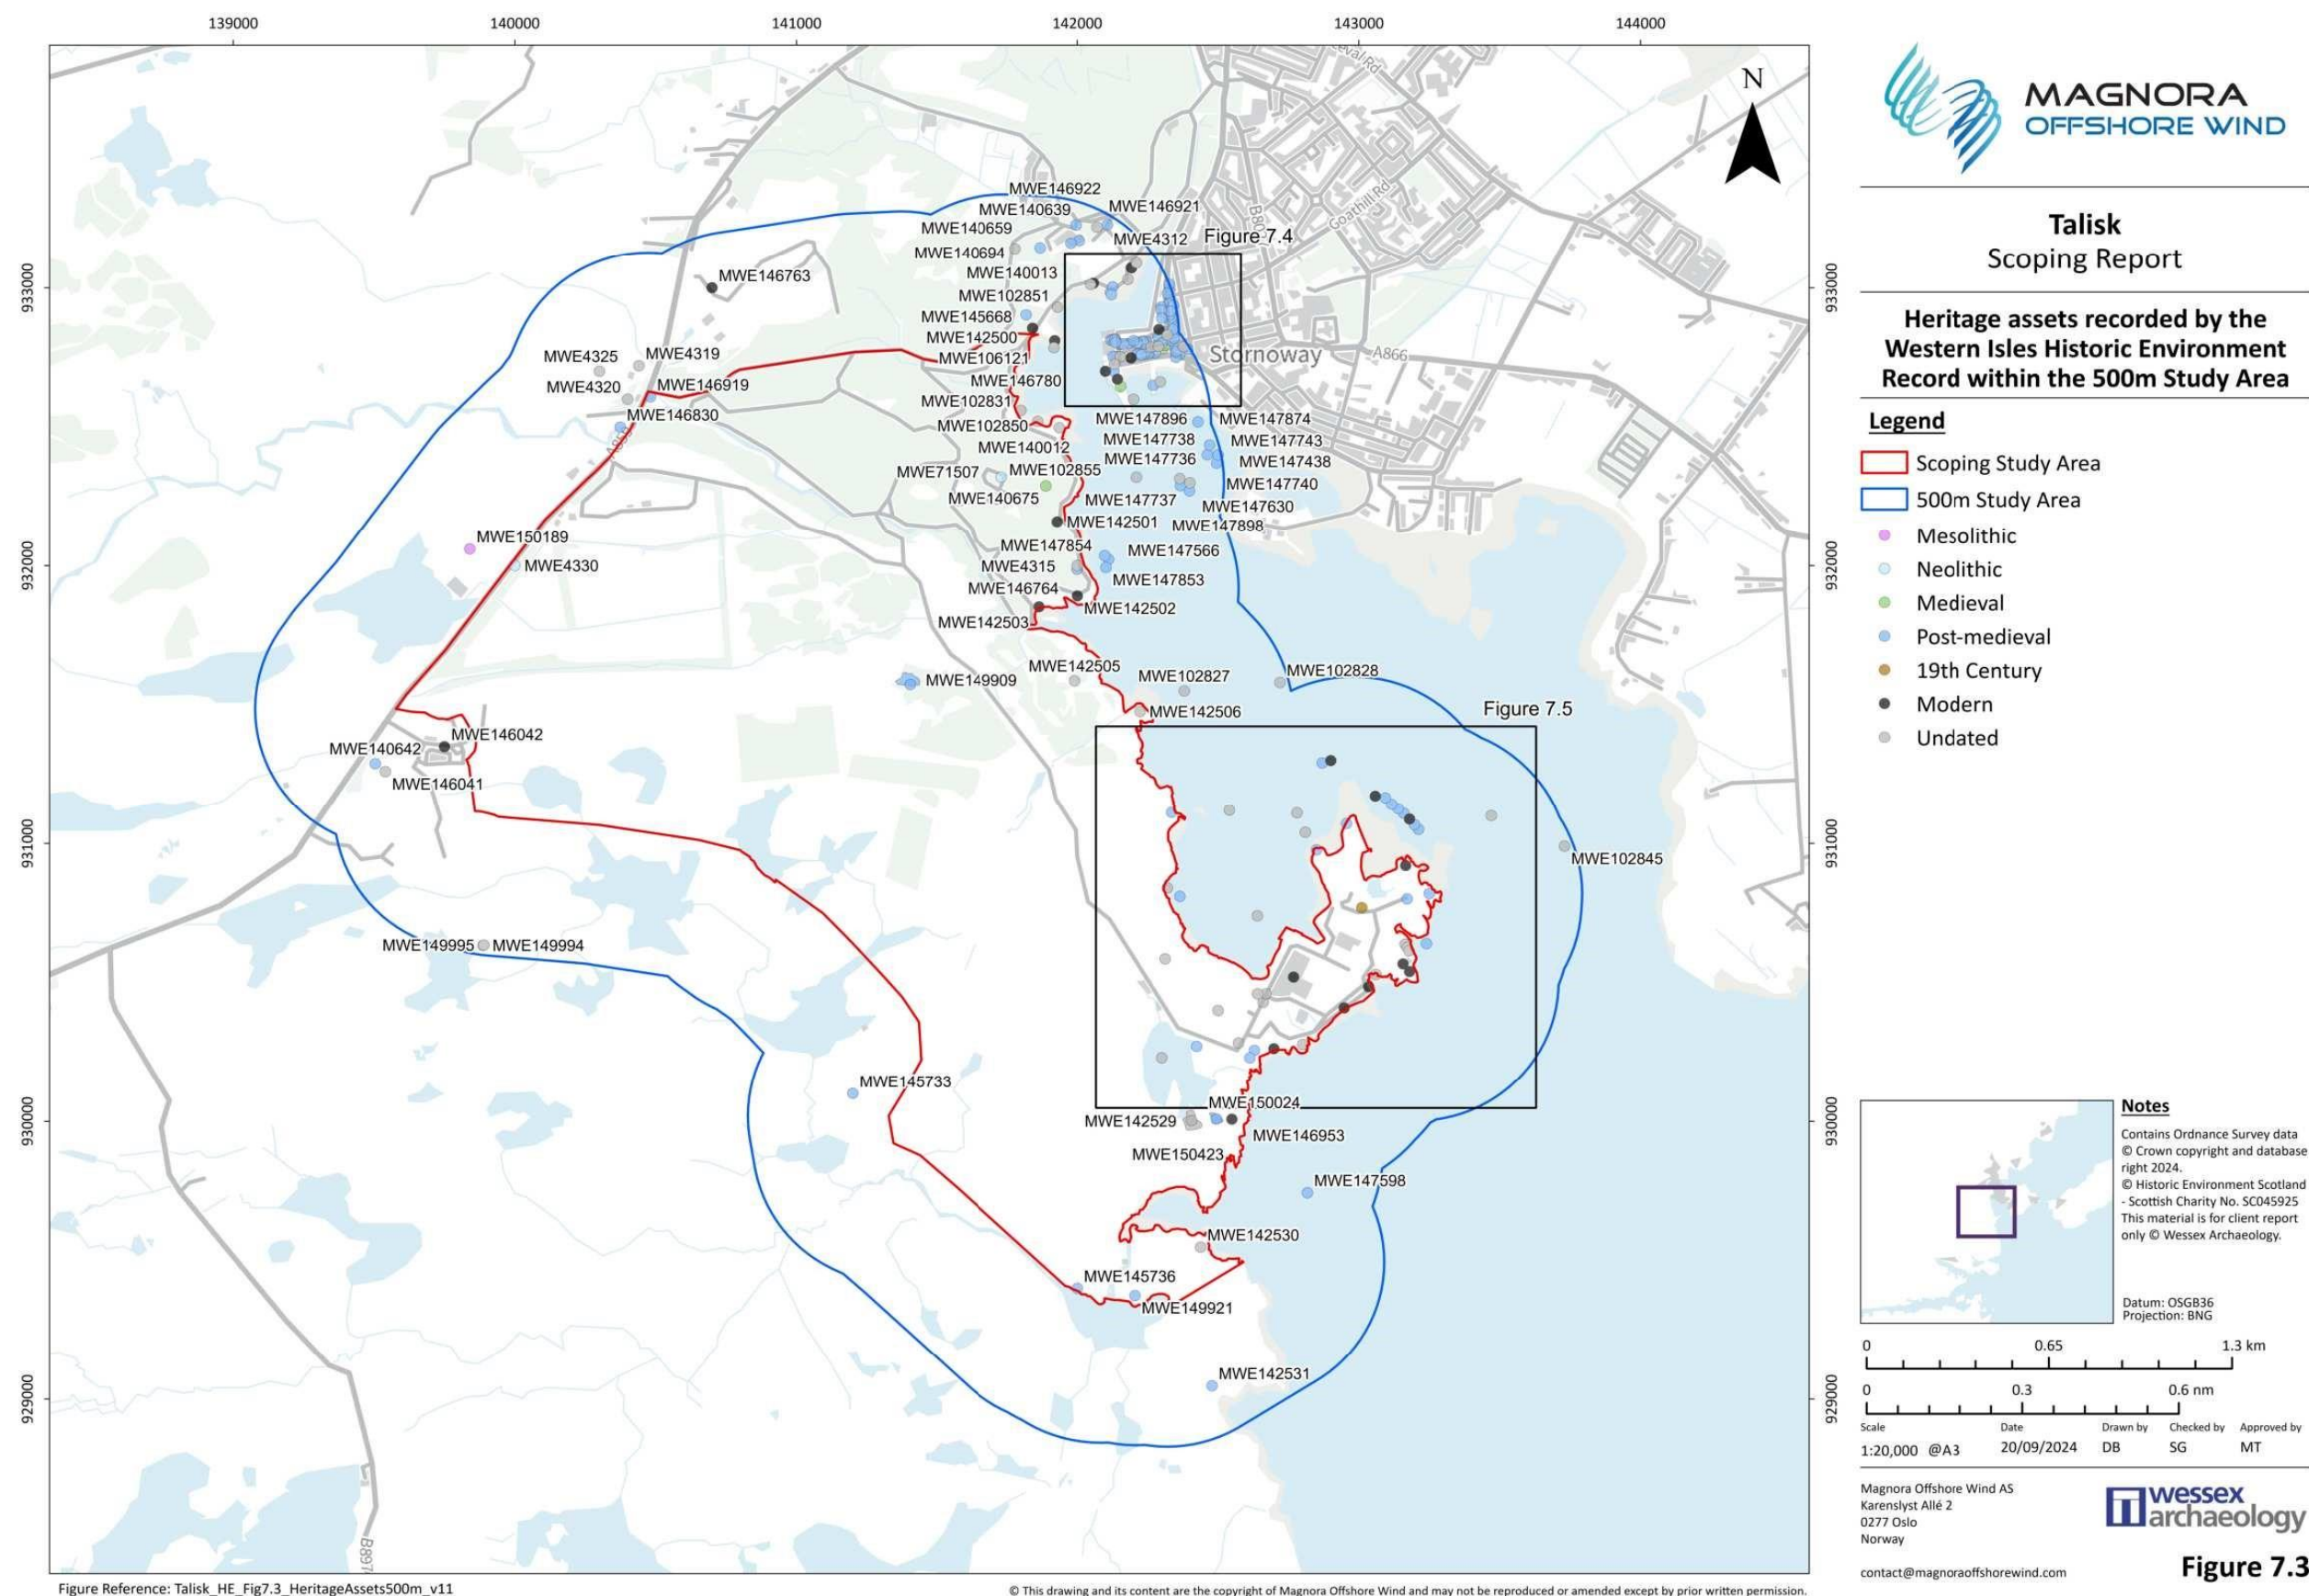 139000
140000
141000
142000
143000
144000
933000
932000
931000
930000
929000
933000
932000
931000
930000
929000
N
Goathill Rd
Stornoway
A866
B897
Figure 7.4
Figure 7.5
MWE146922
MWE140639
MWE146921
MWE140659
MWE4312
MWE140694
MWE140013
MWE146763
MWE102851
MWE145668
MWE142500
MWE106121
MWE4325
MWE4319
MWE4320
MWE146919
MWE146780
MWE102831
MWE146830
MWE102850
MWE147896
MWE147874
MWE140012
MWE147738
MWE147743
MWE147736
MWE147438
MWE71507
MWE102855
MWE147740
MWE140675
MWE147737
MWE147630
MWE142501
MWE147898
MWE150189
MWE147854
MWE147566
MWE4330
MWE4315
MWE147853
MWE146764
MWE142502
MWE142503
MWE142505
MWE102827
MWE102828
MWE149909
MWE142506
MWE146042
MWE140642
MWE146041
MWE102845
MWE149995
MWE149994
MWE145733
MWE150024
MWE142529
MWE146953
MWE150423
MWE147598
MWE142530
MWE145736
MWE149921
MWE142531
MAGNORA
OFFSHORE WIND
Talisk
Scoping Report
Heritage assets recorded by the
Western Isles Historic Environment
Record within the 500m Study Area
Legend
Scoping Study Area
500m Study Area
Mesolithic
Neolithic
Medieval
Post-medieval
19th Century
Modern
Undated
Notes
Contains Ordnance Survey data
© Crown copyright and database
right 2024.
© Historic Environment Scotland
- Scottish Charity No. SC045925
This material is for client report
only © Wessex Archaeology.
Datum: OSGB36
Projection: BNG
0 0.65 1.3 km
0 0.3 0.6 nm
Scale Date Drawn by Checked by Approved by
1:20,000 @A3 20/09/2024 DB SG MT
Magnora Offshore Wind AS
Karenslyst Allé 2
0277 Oslo
Norway
contact@magnoraoffshorewind.com
wessex
archaeology
Figure 7.3
Figure Reference: Talisk_HE_Fig7.3_HeritageAssets500m_v11
© This drawing and its content are the copyright of Magnora Offshore Wind and may not be reproduced or amended except by prior written permission.